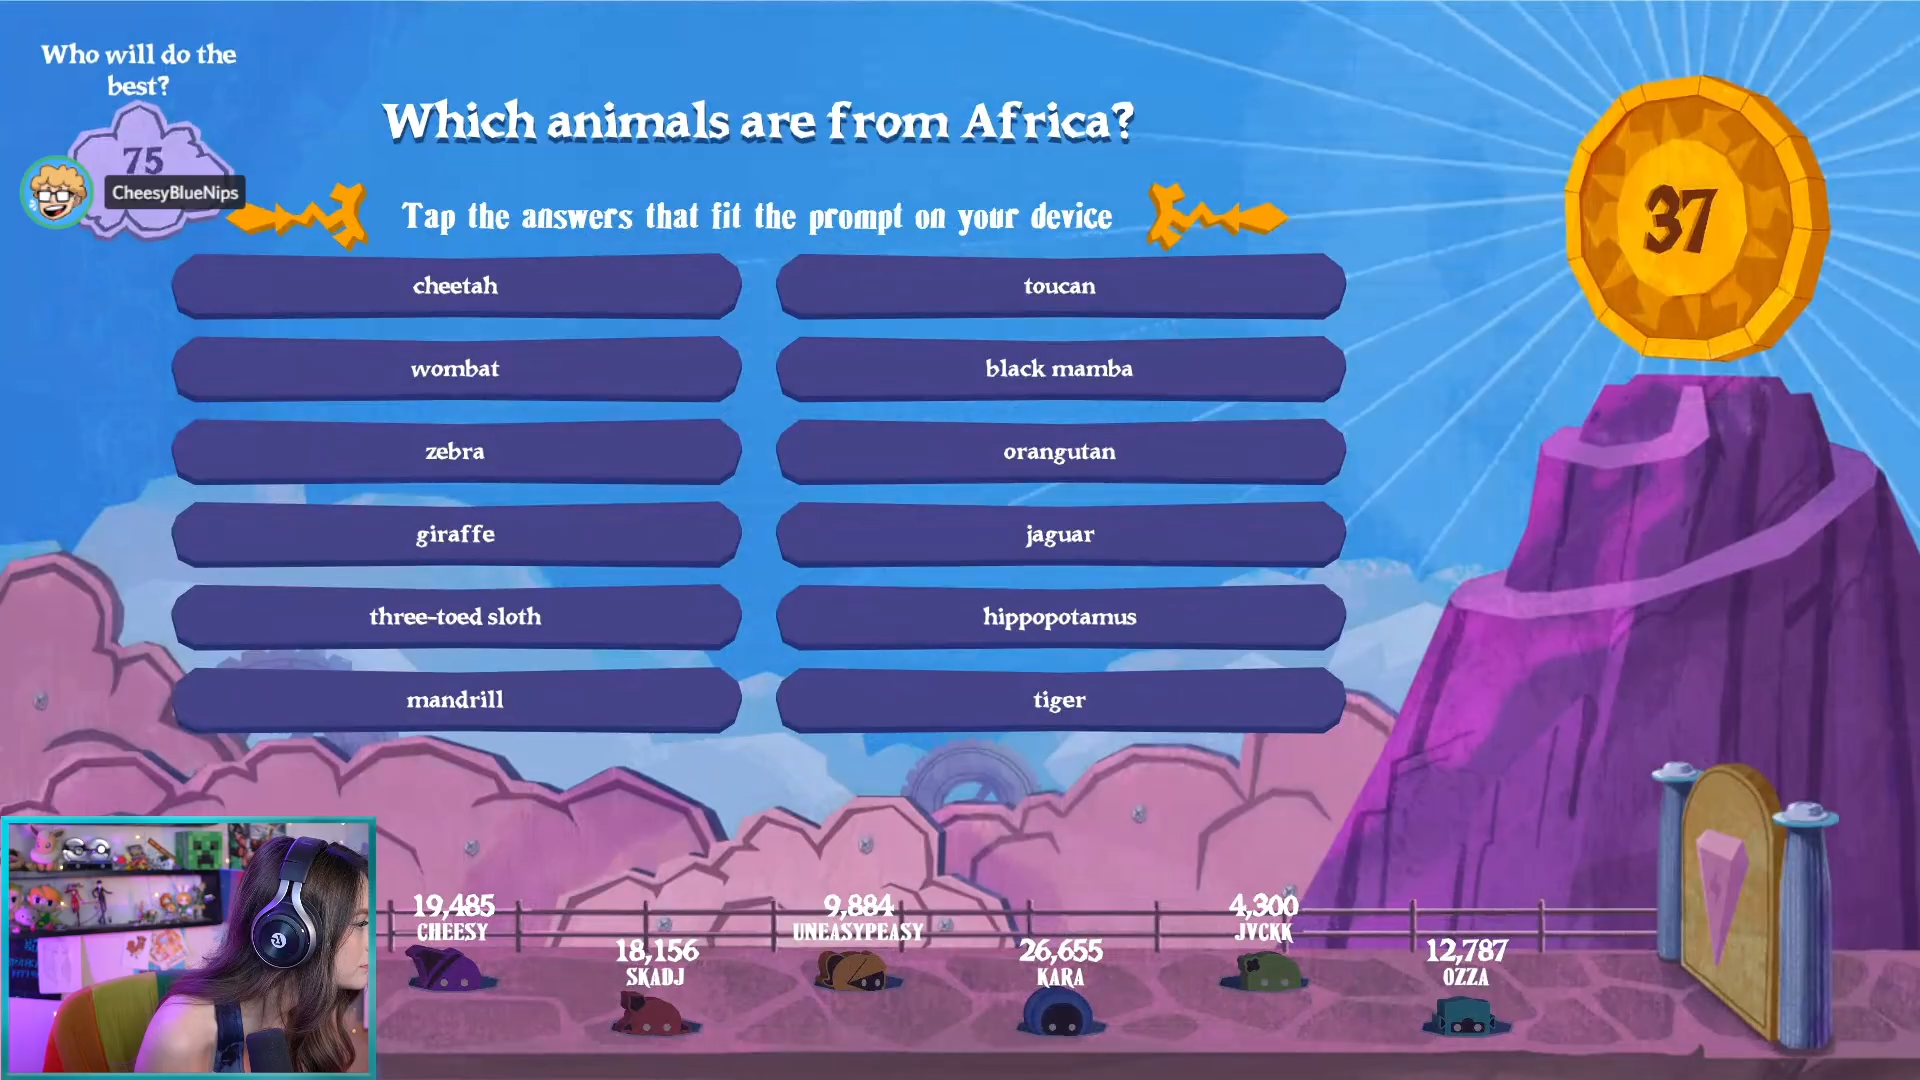 Who will do the
best?
75
CheesyBlueNips
Which animals are from Africa?
Tap the answers that fit the prompt on your device
37
cheetah
toucan
wombat
black mamba
zebra
orangutan
giraffe
jaguar
three-toed sloth
hippopotamus
mandrill
tiger
19,485
CHEESY
18,156
SKADJ
9,884
UNEASYPEASY
26,655
KARA
4,300
JVCKK
12,787
OZZA